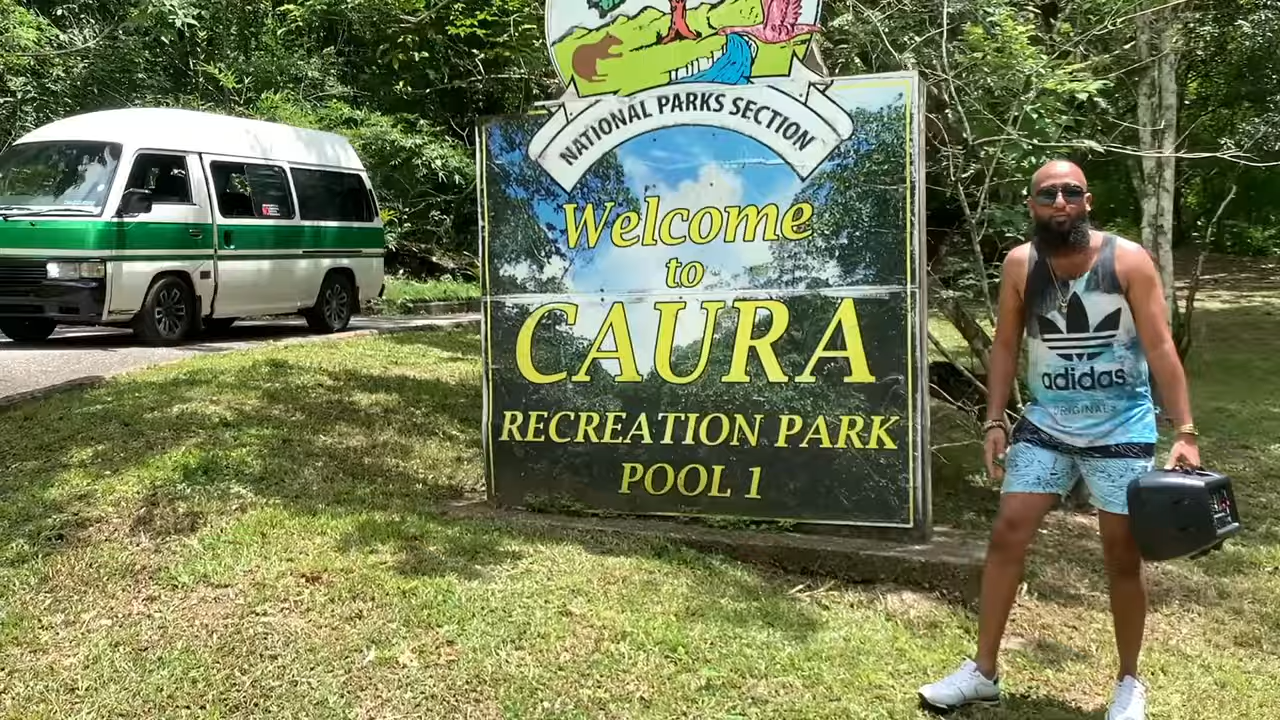 NATIONAL PARKS SECTION
Welcome
to
CAURA
RECREATION PARK
POOL 1
adidas
ORIGINALS